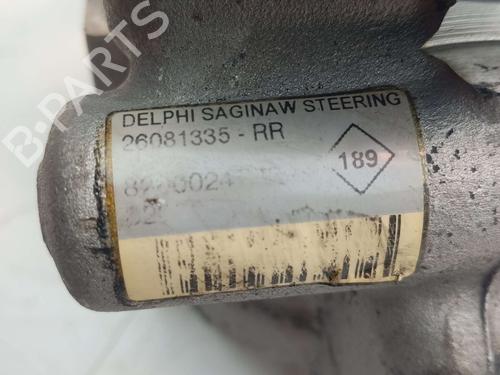 B-PARTS
DELPHI SAGINAW STEERING
26081335 - RR
189